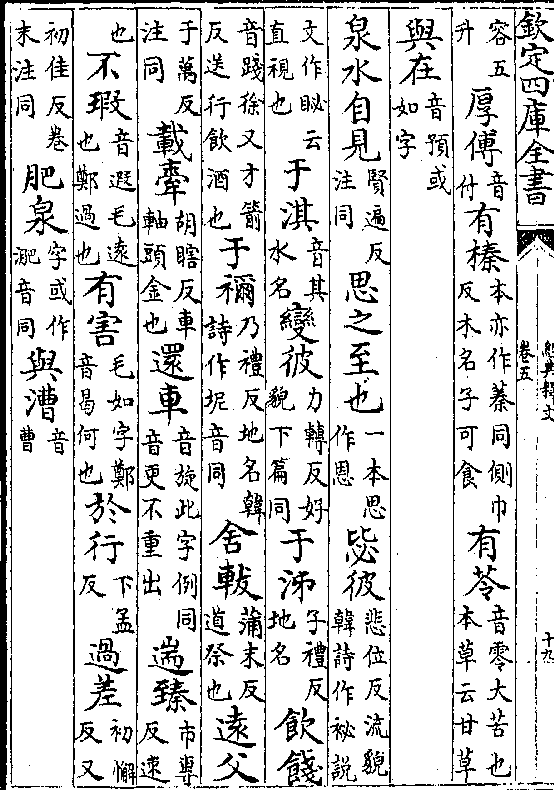 欽定四庫全書 經典釋文 卷五 十九
容五升 厚傅音付 有榛本亦作蓁同側巾反木名子可食 有苓音零大苦也本草云甘草
與在音預或如字
泉水自見賢遍反注同 思之至也一本思作恩 毖彼悲位反流貌韓詩作祕說
文作䀣云直視也 于淇音其水名 孌彼力轉反好貌下篇同 于泲子禮反地名 飲餞
音踐徐又才箭反送行飲酒也 于禰乃禮反地名韓詩作坭音同 舍軷蒲末反道祭也 遠父
于萬反注同 載舝胡瞎反車軸頭金也 還車音旋此字例同音更不重出 遄臻市專反速
也 不瑕音遐毛遠也鄭過也 有害毛如字鄭音曷何也 於行下孟反 過差初懈反又
初佳反卷末注同 肥泉字或作淝音同 與漕音曹